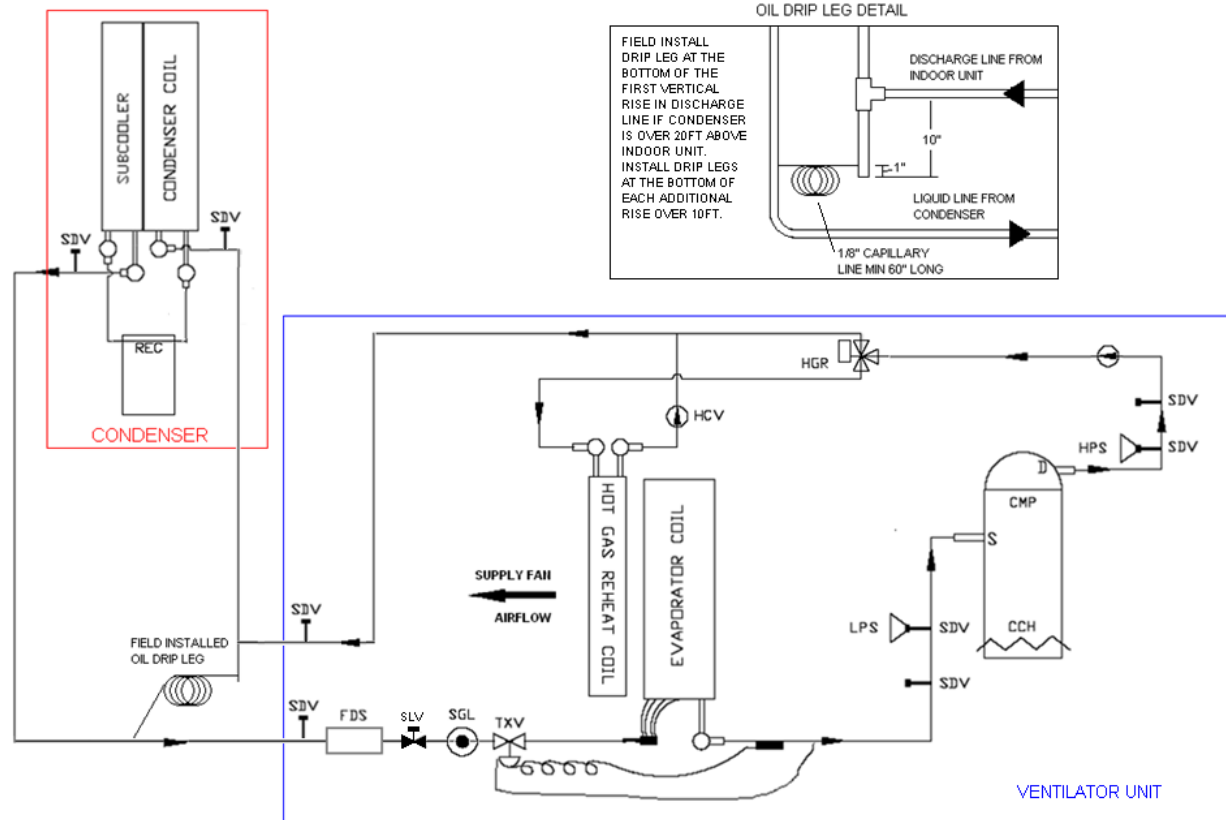 OIL DRIP LEG DETAIL
FIELD INSTALL
DRIP LEG AT THE
BOTTOM OF THE
FIRST VERTICAL
RISE IN DISCHARGE
LINE IF CONDENSER
IS OVER 20FT ABOVE
INDOOR UNIT.
INSTALL DRIP LEGS
AT THE BOTTOM OF
EACH ADDITIONAL
RISE OVER 10FT.
DISCHARGE LINE FROM
INDOOR UNIT
10"
1"
LIQUID LINE FROM
CONDENSER
1/8" CAPILLARY
LINE MIN 60" LONG
SUBCOOLER
CONDENSER COIL
SDV
SDV
REC
CONDENSER
HGR
HCV
SDV
HPS
SDV
D
CMP
S
CCH
HOT GAS REHEAT COIL
EVAPORATOR COIL
SUPPLY FAN
AIRFLOW
LPS
SDV
SDV
SDV
FIELD INSTALLED
OIL DRIP LEG
SDV
FDS
SLV
SGL
TXV
VENTILATOR UNIT